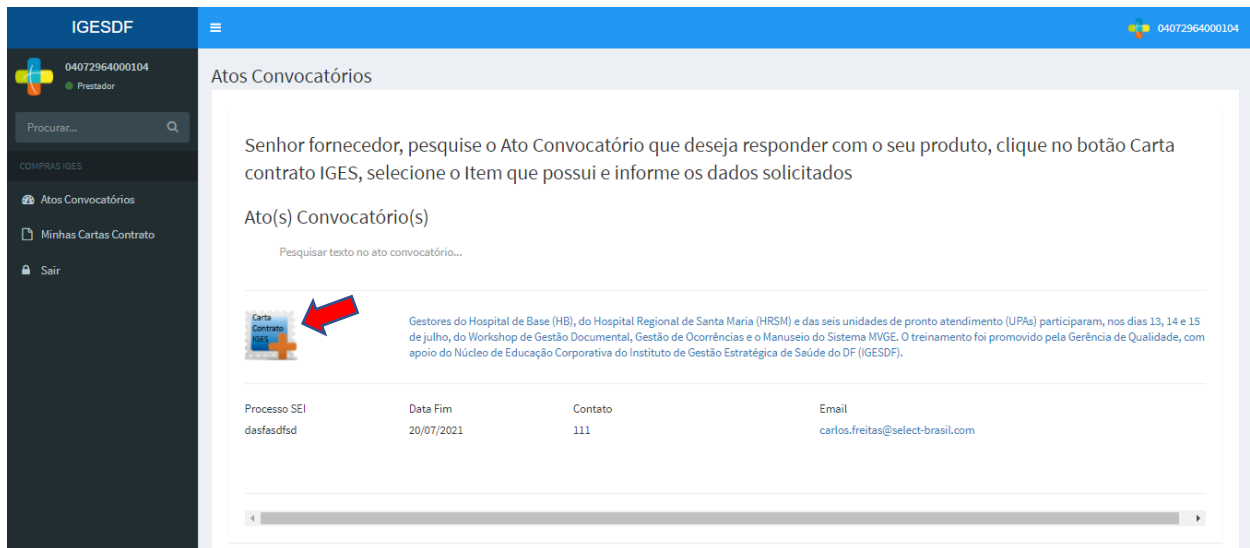 IGESDF
04072964000104
04072964000104
Prestador
Procurar...
COMPRAS IGES
Atos Convocatórios
Minhas Cartas Contrato
Sair
Atos Convocatórios
Senhor fornecedor, pesquise o Ato Convocatório que deseja responder com o seu produto, clique no botão Carta
contrato IGES, selecione o Item que possui e informe os dados solicitados
Ato(s) Convocatório(s)
Pesquisar texto no ato convocatório...
Carta
Contrato
IGES
Gestores do Hospital de Base (HB), do Hospital Regional de Santa Maria (HRSM) e das seis unidades de pronto atendimento (UPAs) participaram, nos dias 13, 14 e 15
de julho, do Workshop de Gestão Documental, Gestão de Ocorrências e o Manuseio do Sistema MVGE. O treinamento foi promovido pela Gerência de Qualidade, com
apoio do Núcleo de Educação Corporativa do Instituto de Gestão Estratégica de Saúde do DF (IGESDF).
Processo SEI Data Fim Contato Email
dasfasdfsd 20/07/2021 111 carlos.freitas@select-brasil.com